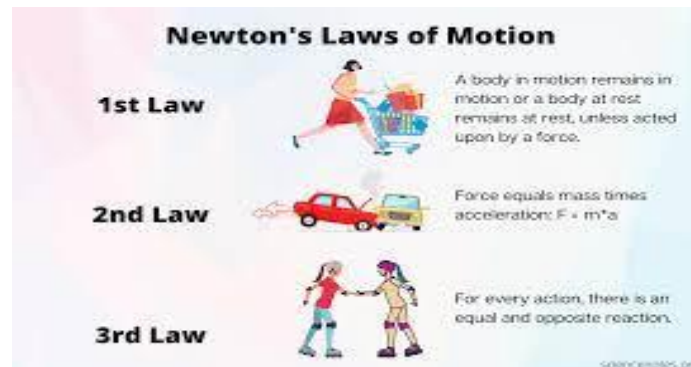 Newton's Laws of Motion
1st Law
A body in motion remains in
motion or a body at rest
remains at rest, unless acted
upon by a force.
2nd Law
Force equals mass times
acceleration: F = m*a
3rd Law
For every action, there is an
equal and opposite reaction.